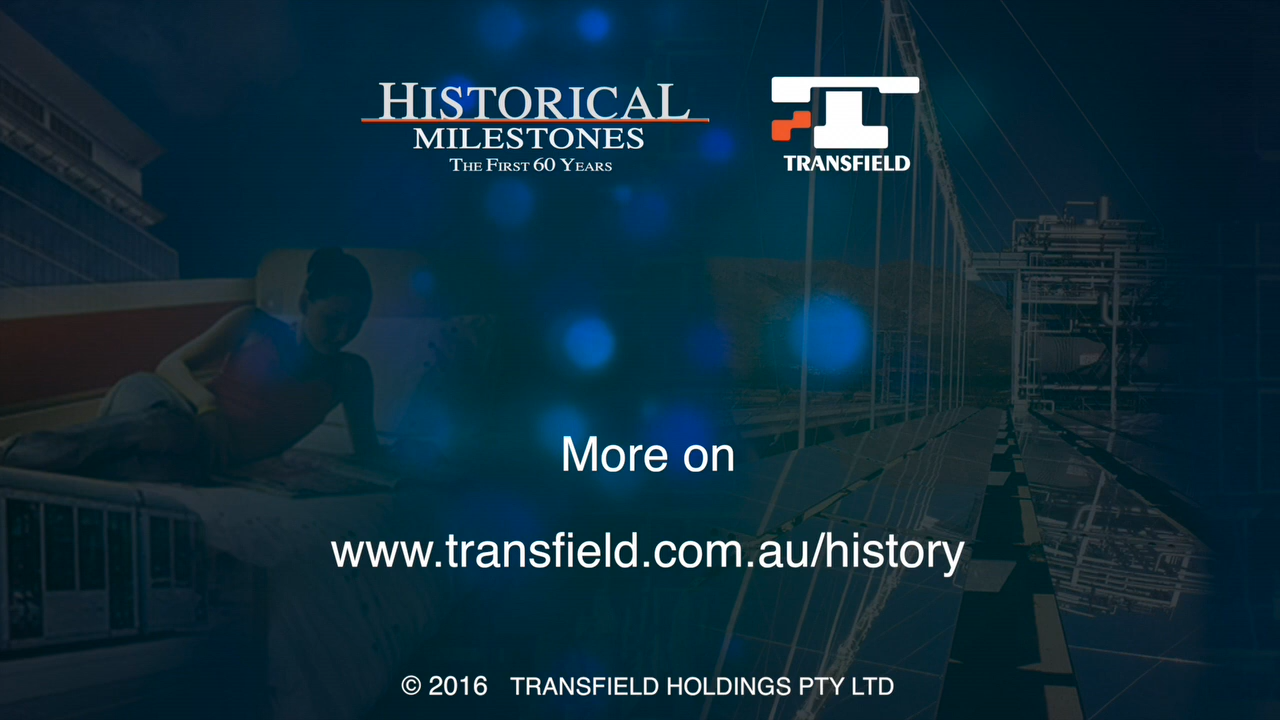 HISTORICAL
MILESTONES
THE FIRST 60 YEARS
TRANSFIELD
More on
www.transfield.com.au/history
© 2016 TRANSFIELD HOLDINGS PTY LTD